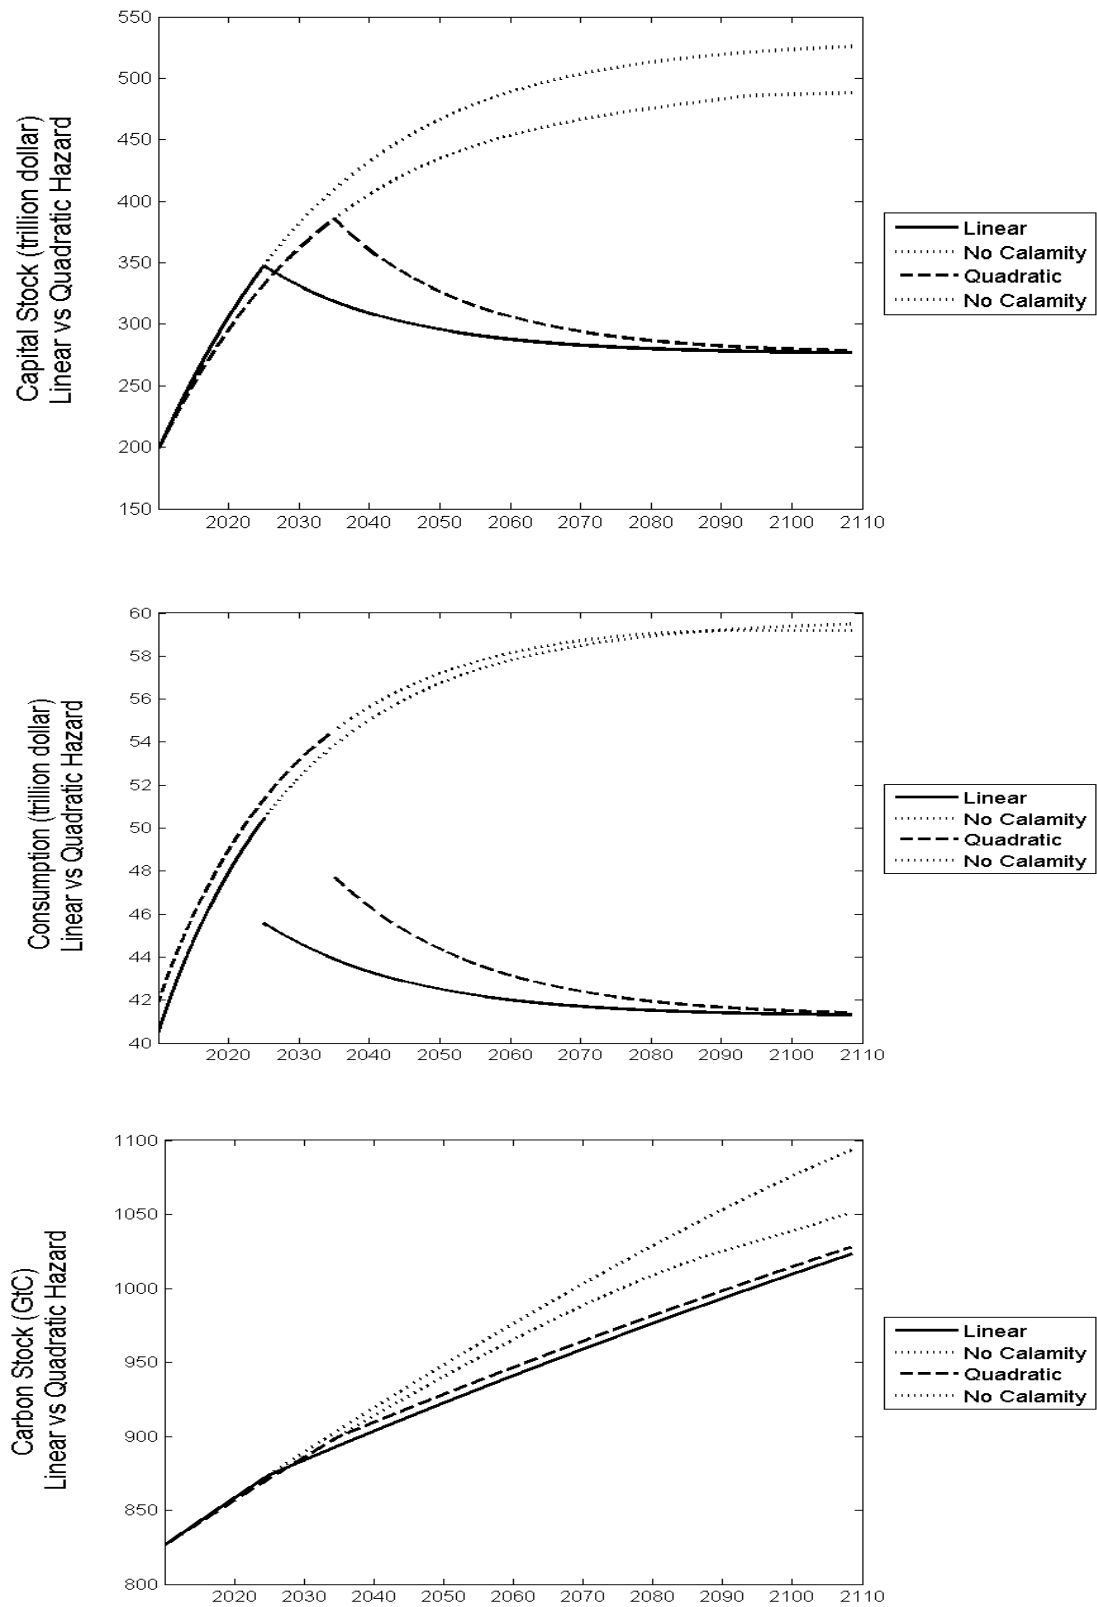 Capital Stock (trillion dollar)
Linear vs Quadratic Hazard
550
500
450
400
350
300
250
200
150
2020 2030 2040 2050 2060 2070 2080 2090 2100 2110
Linear
No Calamity
Quadratic
No Calamity
Consumption (trillion dollar)
Linear vs Quadratic Hazard
60
58
56
54
52
50
48
46
44
42
40
2020 2030 2040 2050 2060 2070 2080 2090 2100 2110
Linear
No Calamity
Quadratic
No Calamity
Carbon Stock (GtC)
Linear vs Quadratic Hazard
1100
1050
1000
950
900
850
800
2020 2030 2040 2050 2060 2070 2080 2090 2100 2110
Linear
No Calamity
Quadratic
No Calamity